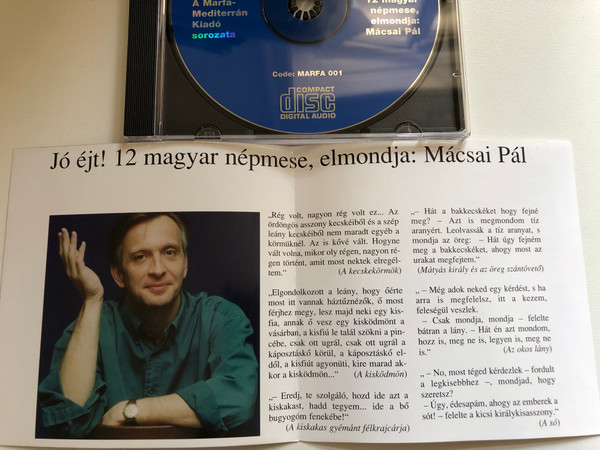 A Marfa-
Mediterrán
Kiadó
sorozata
12 magyar
népmese,
elmondja:
Mácsai Pál
Code: MARFA 001
COMPACT
disc
DIGITAL AUDIO
Jó éjt! 12 magyar népmese, elmondja: Mácsai Pál
„Rég volt, nagyon rég volt ez... Az
ördöngös asszony kecskéiből és a szép
leány kecskéiből nem maradt egyéb a
körmüknél. Az is kővé vált. Hogyne
vált volna, mikor oly régen, nagyon ré-
gen történt, amit most nektek elregél-
tem.“
(A kecskekörmök)
„Elgondolkozott a leány, hogy őérte
most itt vannak háztűznézők, ő most
férjhez megy, lesz majd neki egy kis-
fia, annak ő vesz egy kisködmönt a
vásárban, a kisfiú le talál szökni a pin-
cébe, csak ott ugrál, csak ott ugrál a
káposztáskő körül, a káposztáskő el-
dől, a kisfiút agyonüti, kire marad ak-
kor a kisködmön...“ (A kisködmön)
„– Eredj, te szolgáló, hozd ide azt a
kiskakast, hadd tegyem... ide a bő
bugyogóm fenekébe!“
(A kiskakas gyémánt félkrajcárja)
„– Hát a bakkecskéket hogy fejné
meg? – Azt is megmondom tíz
aranyért. Leolvassák a tíz aranyat, s
mondja az öreg: – Hát úgy fejném
meg a bakkecskéket, ahogy most az
urakat megfejtem.“
(Mátyás király és az öreg szántóvető)
„ – Még adok neked egy kérdést, s ha
arra is megfelelsz, itt a kezem,
feleségül veszlek.
– Csak mondja, mondja – felelte
bátran a lány. – Hát én azt mondom,
hozz is, meg ne is, legyen is, meg ne
is.“ (Az okos lány)
„ – No, most téged kérdezlek – fordult
a legkisebbhez –, mondjad, hogy
szeretsz?
– Úgy, édesapám, ahogy az emberek a
sót! – felelte a kicsi királykisasszony.“
(A só)